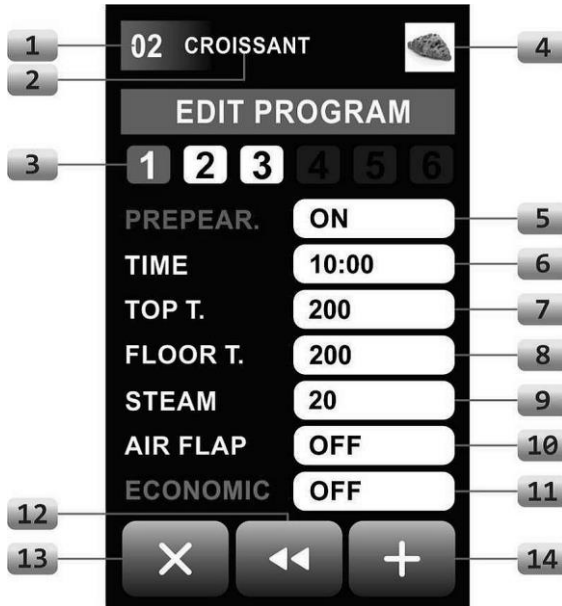 1 02 CROISSANT 4
2
EDIT PROGRAM
3 1 2 3 4 5 6
PREPEAR. ON 5
TIME 10:00 6
TOP T. 200 7
FLOOR T. 200 8
STEAM 20 9
AIR FLAP OFF 10
ECONOMIC OFF 11
12
13 14